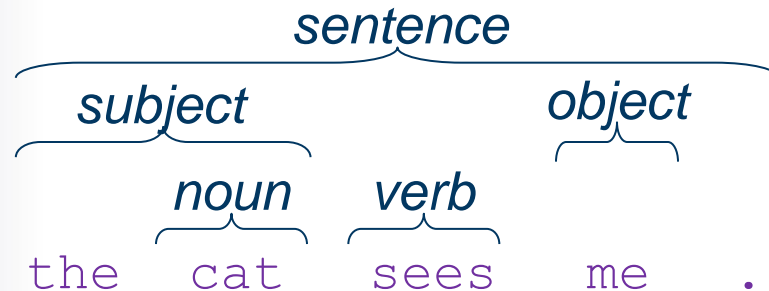 sentence
subject object
noun verb
the cat sees me .